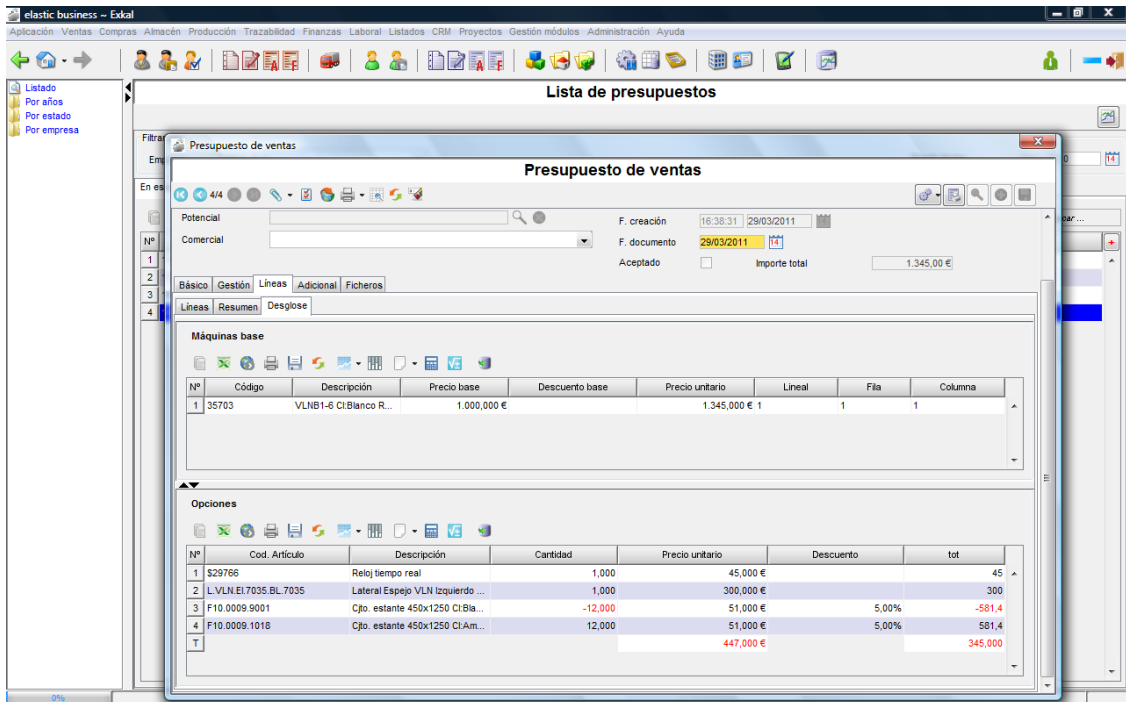 elastic business ~ Exkal
Aplicación Ventas Compras Almacén Producción Trazabilidad Finanzas Laboral Listados CRM Proyectos Gestión módulos Administración Ayuda
Listado
Por años
Por estado
Por empresa
Lista de presupuestos
Presupuesto de ventas
Presupuesto de ventas
4/4
Potencial
F. creación 16:38:31 29/03/2011
Comercial
F. documento 29/03/2011 14
Aceptado Importe total 1.345,00 €
Básico Gestión Líneas Adicional Ficheros
Líneas Resumen Desglose
Máquinas base
Nº Código Descripción Precio base Descuento base Precio unitario Lineal Fila Columna
1 35703 VLNB1-6 Cl:Blanco R... 1.000,000 € 1.345,000 € 1 1 1
Opciones
Nº Cod. Artículo Descripción Cantidad Precio unitario Descuento tot
1 $29766 Reloj tiempo real 1,000 45,000 € 45
2 L.VLN.EI.7035.BL.7035 Lateral Espejo VLN Izquierdo ... 1,000 300,000 € 300
3 F10.0009.9001 Cjto. estante 450x1250 Cl:Bla... -12,000 51,000 € 5,00% -581,4
4 F10.0009.1018 Cjto. estante 450x1250 Cl:Am... 12,000 51,000 € 5,00% 581,4
T 447,000 € 345,000
Nº
1
2
3
4
14
0%